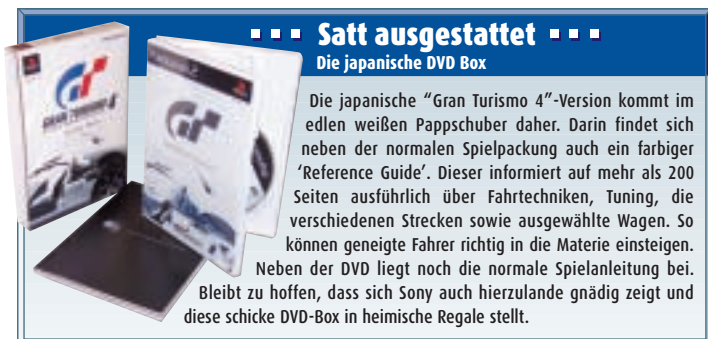 Satt ausgestattet
Die japanische DVD Box
Die japanische “Gran Turismo 4”-Version kommt im
edlen weißen Pappschuber daher. Darin findet sich
neben der normalen Spielpackung auch ein farbiger
‘Reference Guide’. Dieser informiert auf mehr als 200
Seiten ausführlich über Fahrtechniken, Tuning, die
verschiedenen Strecken sowie ausgewählte Wagen. So
können geneigte Fahrer richtig in die Materie einsteigen.
Neben der DVD liegt noch die normale Spielanleitung bei.
Bleibt zu hoffen, dass sich Sony auch hierzulande gnädig zeigt und
diese schicke DVD-Box in heimische Regale stellt.
GRAN TURISMO 4